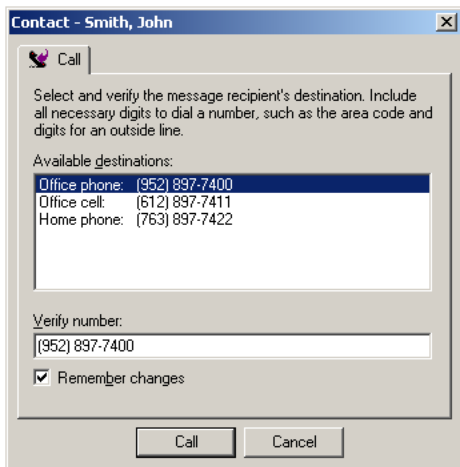 Contact - Smith, John
Call
Select and verify the message recipient's destination. Include
all necessary digits to dial a number, such as the area code and
digits for an outside line.
Available destinations:
Office phone: (952) 897-7400
Office cell: (612) 897-7411
Home phone: (763) 897-7422
Verify number:
(952) 897-7400
Remember changes
Call Cancel